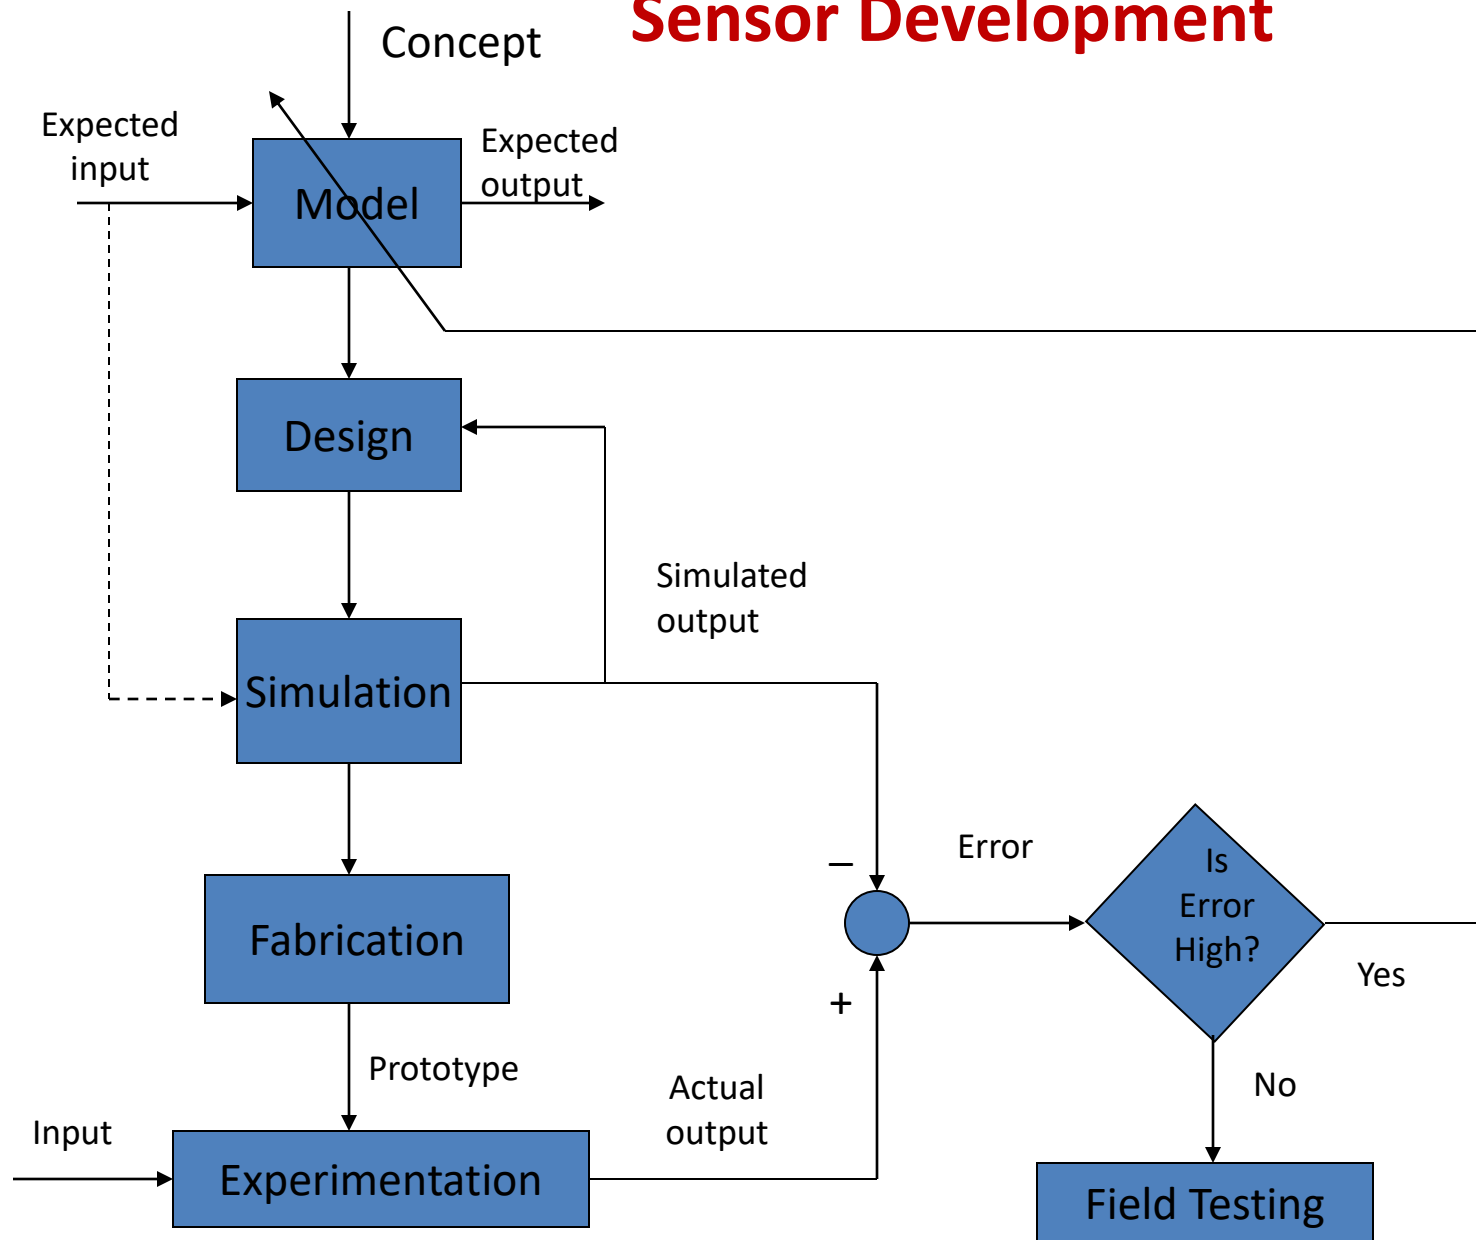 Sensor Development
Concept
Expected
input
Expected
output
Model
Design
Simulated
output
Simulation
Error
Is
Error
High?
–
Fabrication
+
Yes
Prototype
Actual
output
No
Input
Experimentation
Field Testing